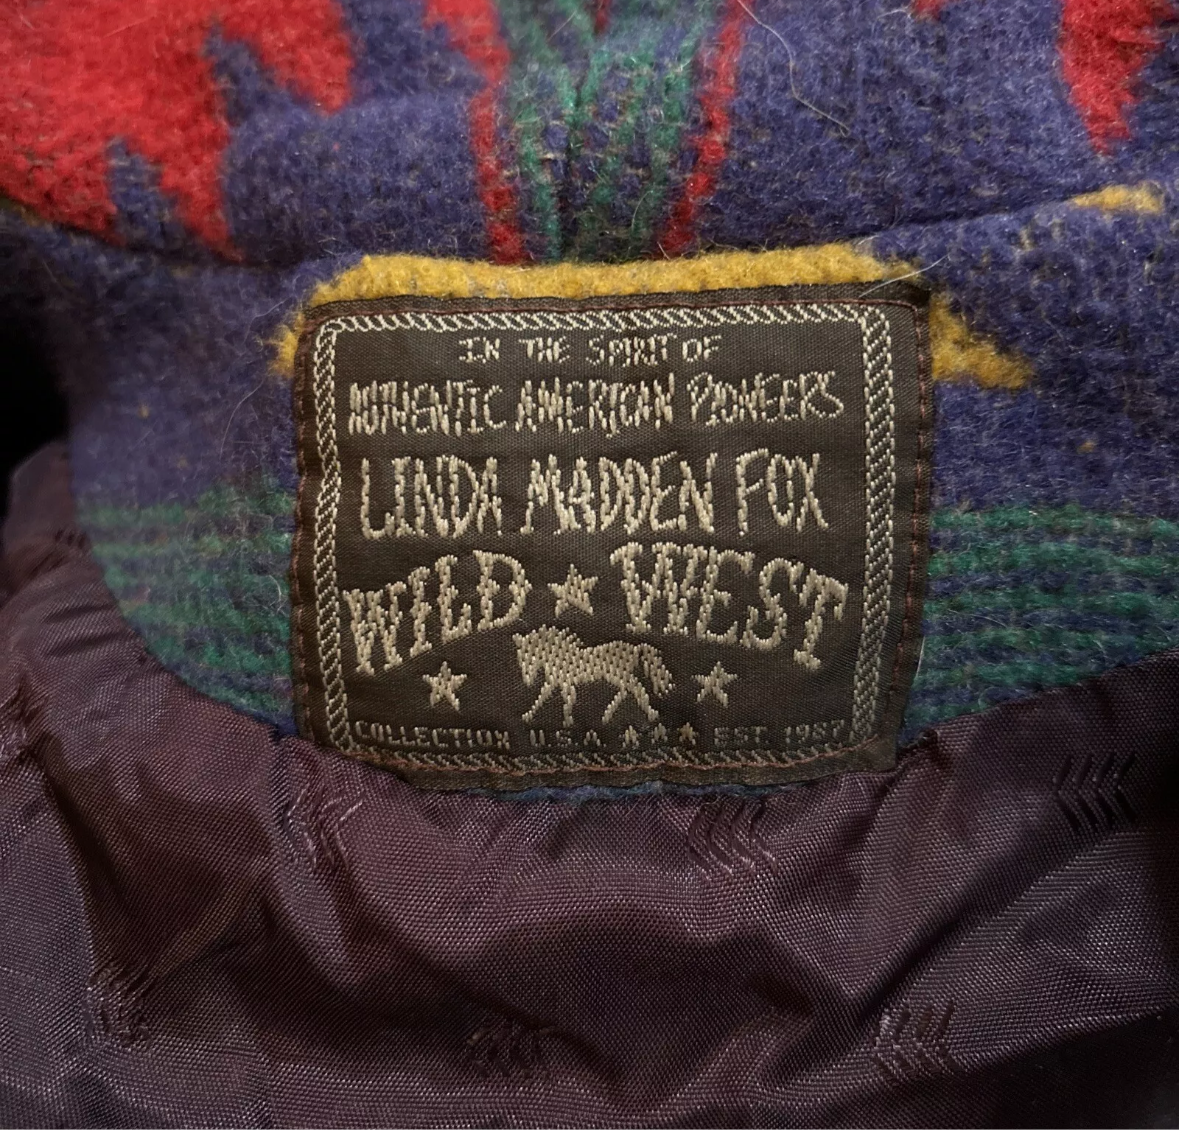 IN THE SPIRIT OF
AUTHENTIC AMERICAN PIONEERS
LINDA MADDEN FOX
WILD ★ WEST
COLLECTION U.S.A ★★★ EST 1987